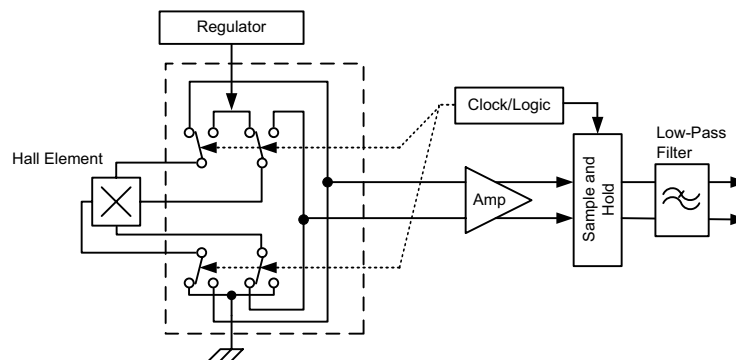 Regulator
Clock/Logic
Low-Pass
Filter
Hall Element
Amp
Sample and
Hold